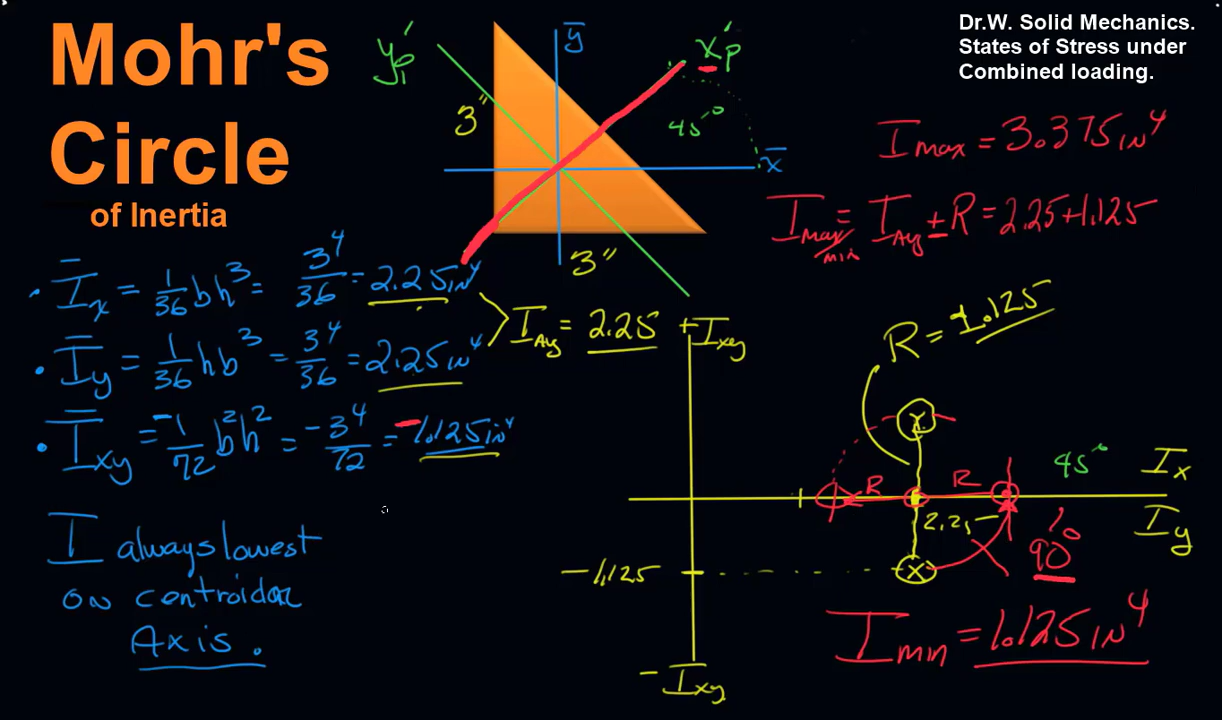 Mohr's
Circle
of Inertia
Dr.W. Solid Mechanics.
States of Stress under
Combined loading.
yp'
ȳ
xp'
3"
45°
x̄
3"
Imax = 3.375 in⁴
Imax/min = IAvg ± R = 2.25+1.125
Īx = 1/36 bh³ = 3⁴/36 = 2.25 in⁴
Īy = 1/36 hb³ = 3⁴/36 = 2.25 in⁴
Īxy = -1/72 b²h² = -3⁴/72 = -1.125 in⁴
IAvg = 2.25
+Ixy
R = 1.125
x
R
R
45°
Ix
Iy
2.25
90°
-1.125
x
Imin = 1.125 in⁴
-Ixy
I always lowest
on centroidal
Axis.